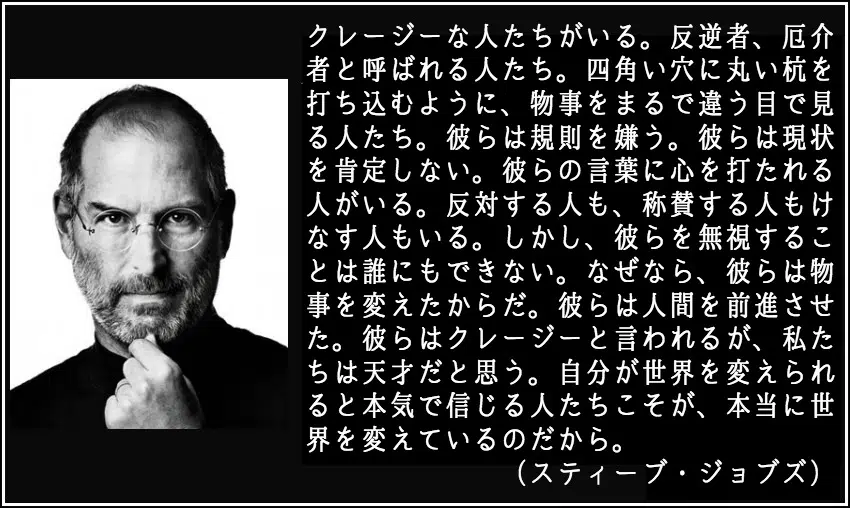 クレージーな人たちがいる。反逆者、厄介
者と呼ばれる人たち。四角い穴に丸い杭を
打ち込むように、物事をまるで違う目で見
る人たち。彼らは規則を嫌う。彼らは現状
を肯定しない。彼らの言葉に心を打たれる
人がいる。反対する人も、称賛する人もけ
なす人もいる。しかし、彼らを無視するこ
とは誰にもできない。なぜなら、彼らは物
事を変えたからだ。彼らは人間を前進させ
た。彼らはクレージーと言われるが、私た
ちは天才だと思う。自分が世界を変えられ
ると本気で信じる人たちこそが、本当に世
界を変えているのだから。
（スティーブ・ジョブズ）